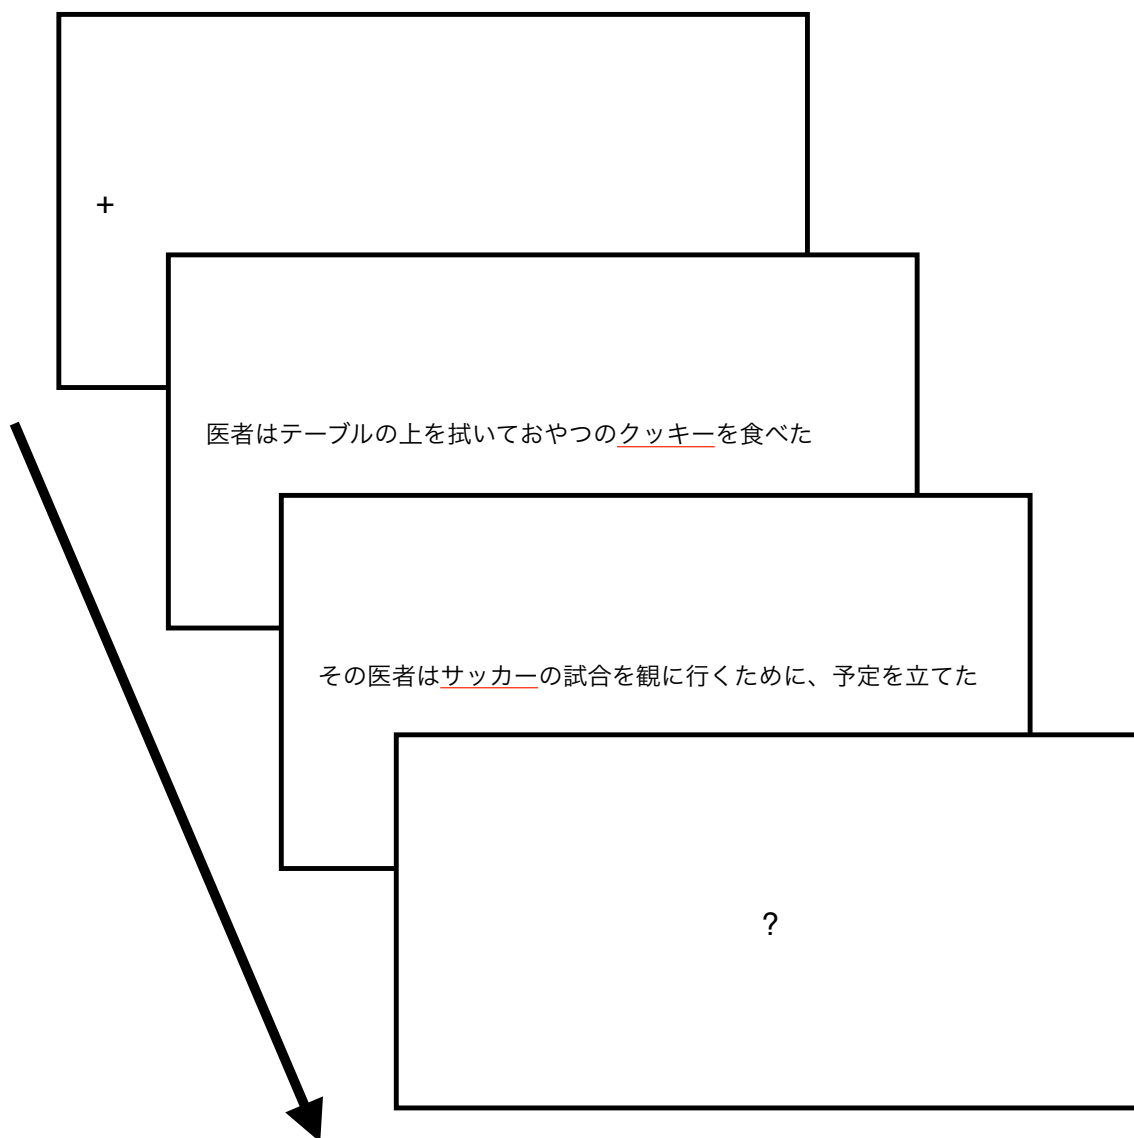 +
医者はテーブルの上を拭いておやつのクッキーを食べた
その医者はサッカーの試合を観に行くために、予定を立てた
?